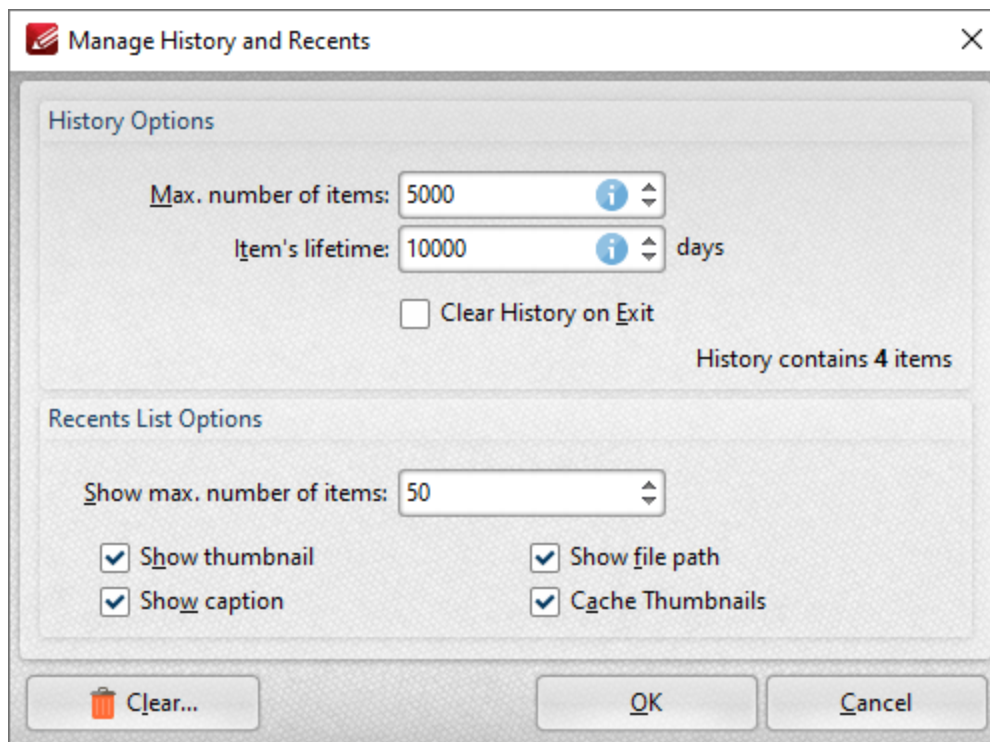 Manage History and Recents
History Options
Max. number of items: 5000
Item's lifetime: 10000 days
Clear History on Exit
History contains 4 items
Recents List Options
Show max. number of items: 50
Show thumbnail Show file path
Show caption Cache Thumbnails
Clear... OK Cancel